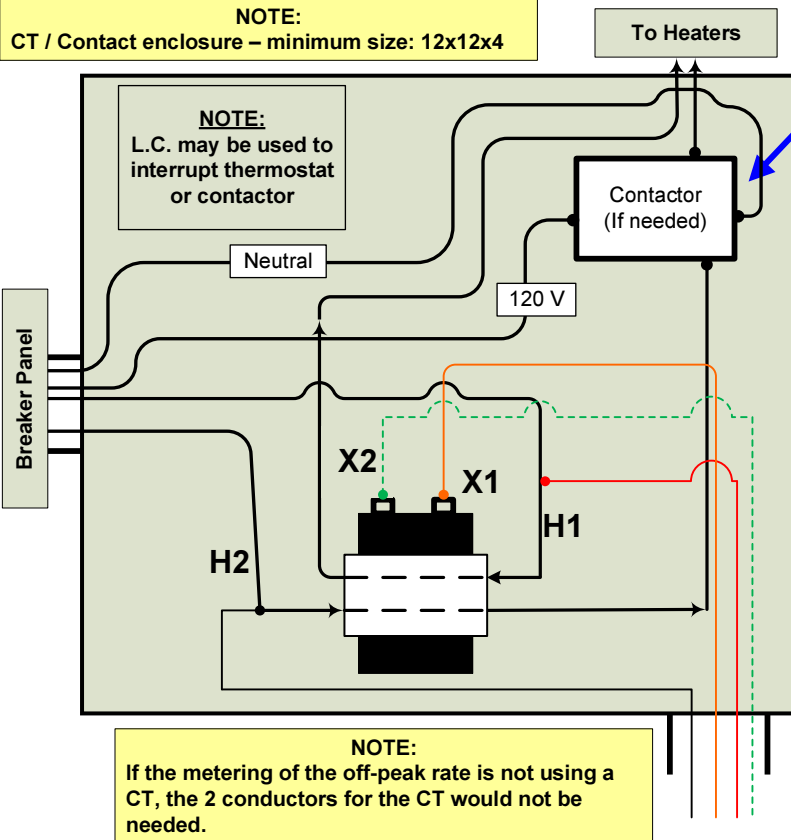 NOTE:
CT / Contact enclosure – minimum size: 12x12x4
To Heaters
NOTE:
L.C. may be used to
interrupt thermostat
or contactor
Contactor
(If needed)
Neutral
120 V
Breaker Panel
X2
X1
H1
H2
NOTE:
If the metering of the off-peak rate is not using a
CT, the 2 conductors for the CT would not be
needed.